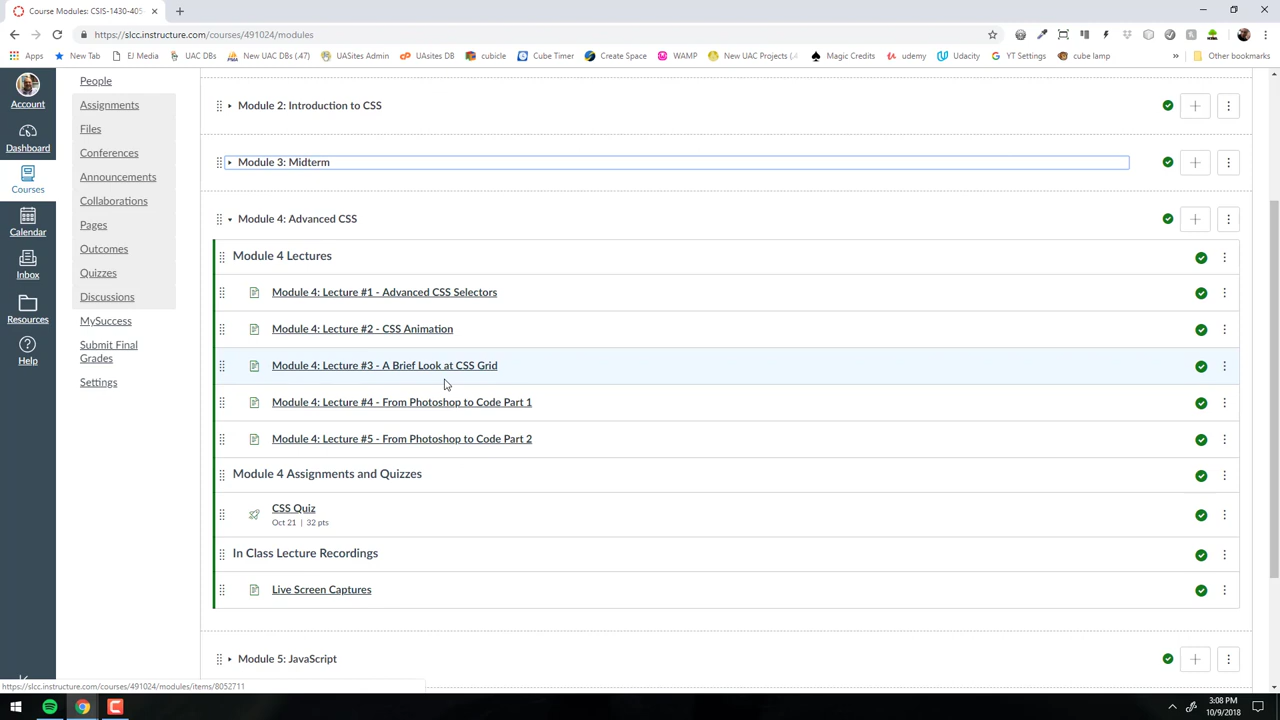 Course Modules: CSIS-1430-405
https://slcc.instructure.com/courses/491024/modules
Apps New Tab EJ Media UAC DBs New UAC DBs (47) UASites Admin UAsites DB cubicle Cube Timer Create Space WAMP New UAC Projects (A Magic Credits udemy Udacity YT Settings cube lamp » Other bookmarks
Account
Dashboard
Courses
Calendar
Inbox
Resources
Help
People
Assignments
Files
Conferences
Announcements
Collaborations
Pages
Outcomes
Quizzes
Discussions
MySuccess
Submit Final
Grades
Settings
Module 2: Introduction to CSS
Module 3: Midterm
Module 4: Advanced CSS
Module 4 Lectures
Module 4: Lecture #1 - Advanced CSS Selectors
Module 4: Lecture #2 - CSS Animation
Module 4: Lecture #3 - A Brief Look at CSS Grid
Module 4: Lecture #4 - From Photoshop to Code Part 1
Module 4: Lecture #5 - From Photoshop to Code Part 2
Module 4 Assignments and Quizzes
CSS Quiz
Oct 21 | 32 pts
In Class Lecture Recordings
Live Screen Captures
Module 5: JavaScript
https://slcc.instructure.com/courses/491024/modules/items/8052711
3:08 PM
10/9/2018